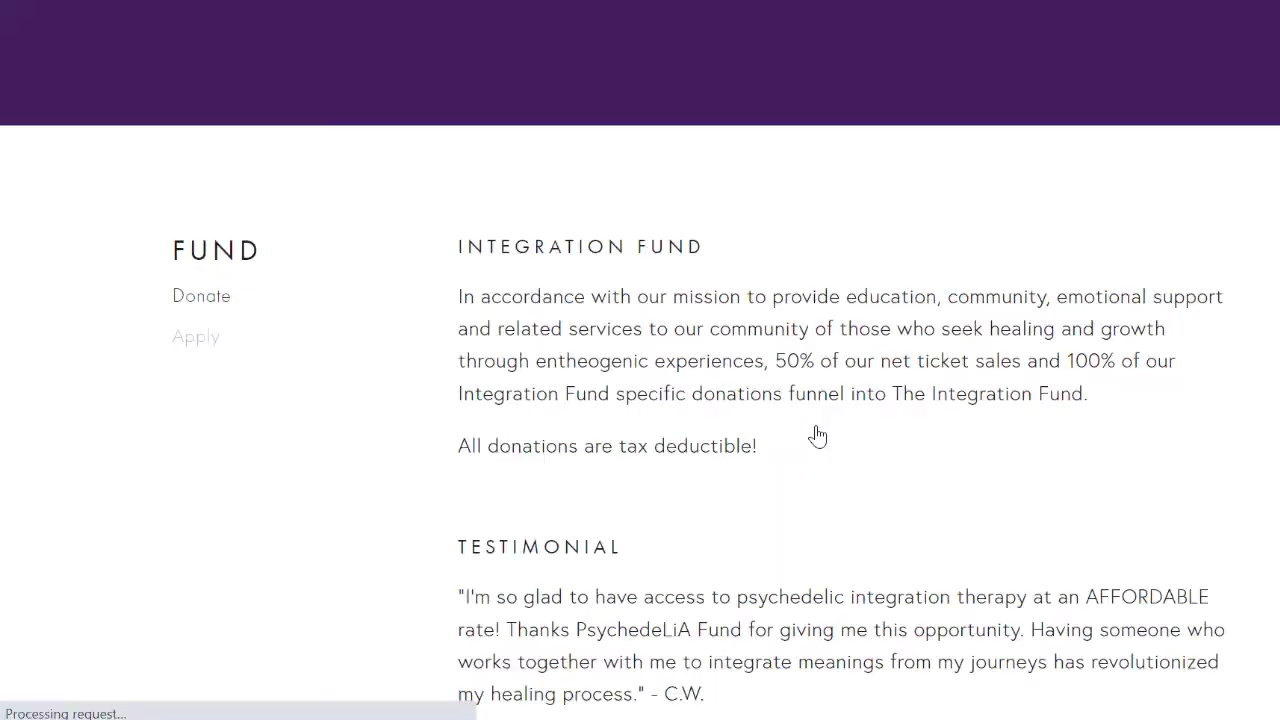 FUND
Donate
Apply
INTEGRATION FUND
In accordance with our mission to provide education, community, emotional support
and related services to our community of those who seek healing and growth
through entheogenic experiences, 50% of our net ticket sales and 100% of our
Integration Fund specific donations funnel into The Integration Fund.
All donations are tax deductible!
TESTIMONIAL
"I'm so glad to have access to psychedelic integration therapy at an AFFORDABLE
rate! Thanks PsychedeLiA Fund for giving me this opportunity. Having someone who
works together with me to integrate meanings from my journeys has revolutionized
my healing process." - C.W.
Processing request...